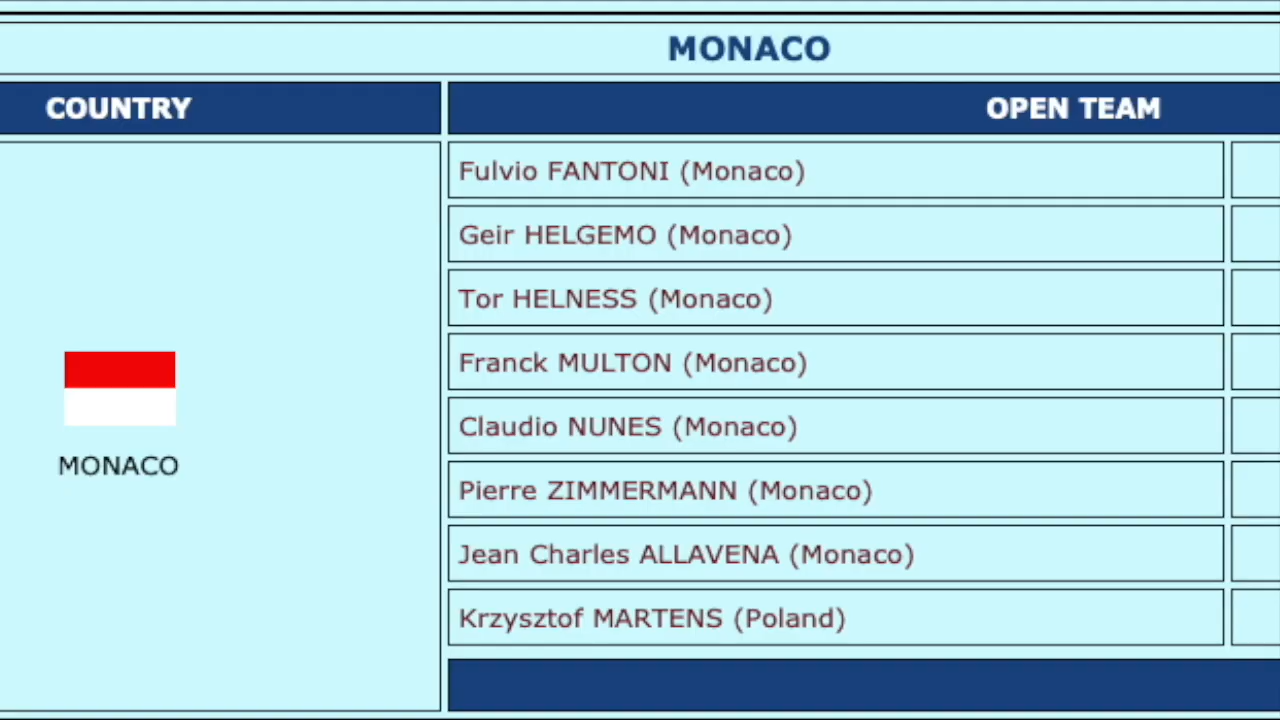 MONACO
COUNTRY
OPEN TEAM
Fulvio FANTONI (Monaco)
Geir HELGEMO (Monaco)
Tor HELNESS (Monaco)
Franck MULTON (Monaco)
Claudio NUNES (Monaco)
Pierre ZIMMERMANN (Monaco)
Jean Charles ALLAVENA (Monaco)
Krzysztof MARTENS (Poland)
MONACO